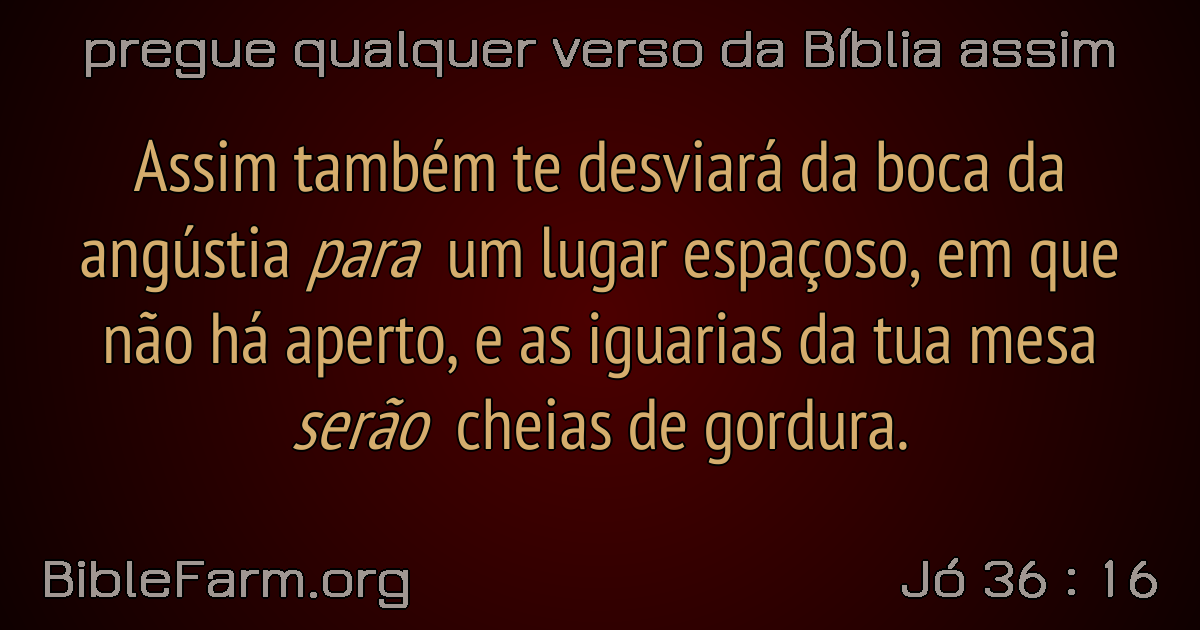 pregue qualquer verso da Bíblia assim
Assim também te desviará da boca da
angústia para um lugar espaçoso, em que
não há aperto, e as iguarias da tua mesa
serão cheias de gordura.
BibleFarm.org
Jó 36 : 16